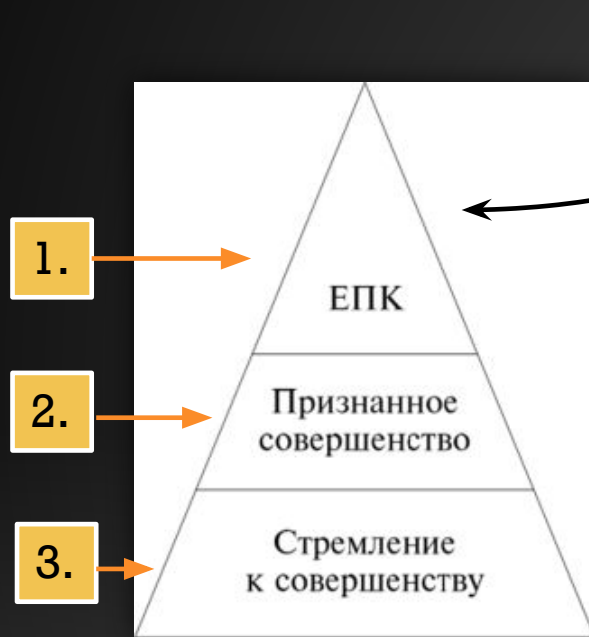 1.
ЕПК
2.
Признанное
совершенство
3.
Стремление
к совершенству